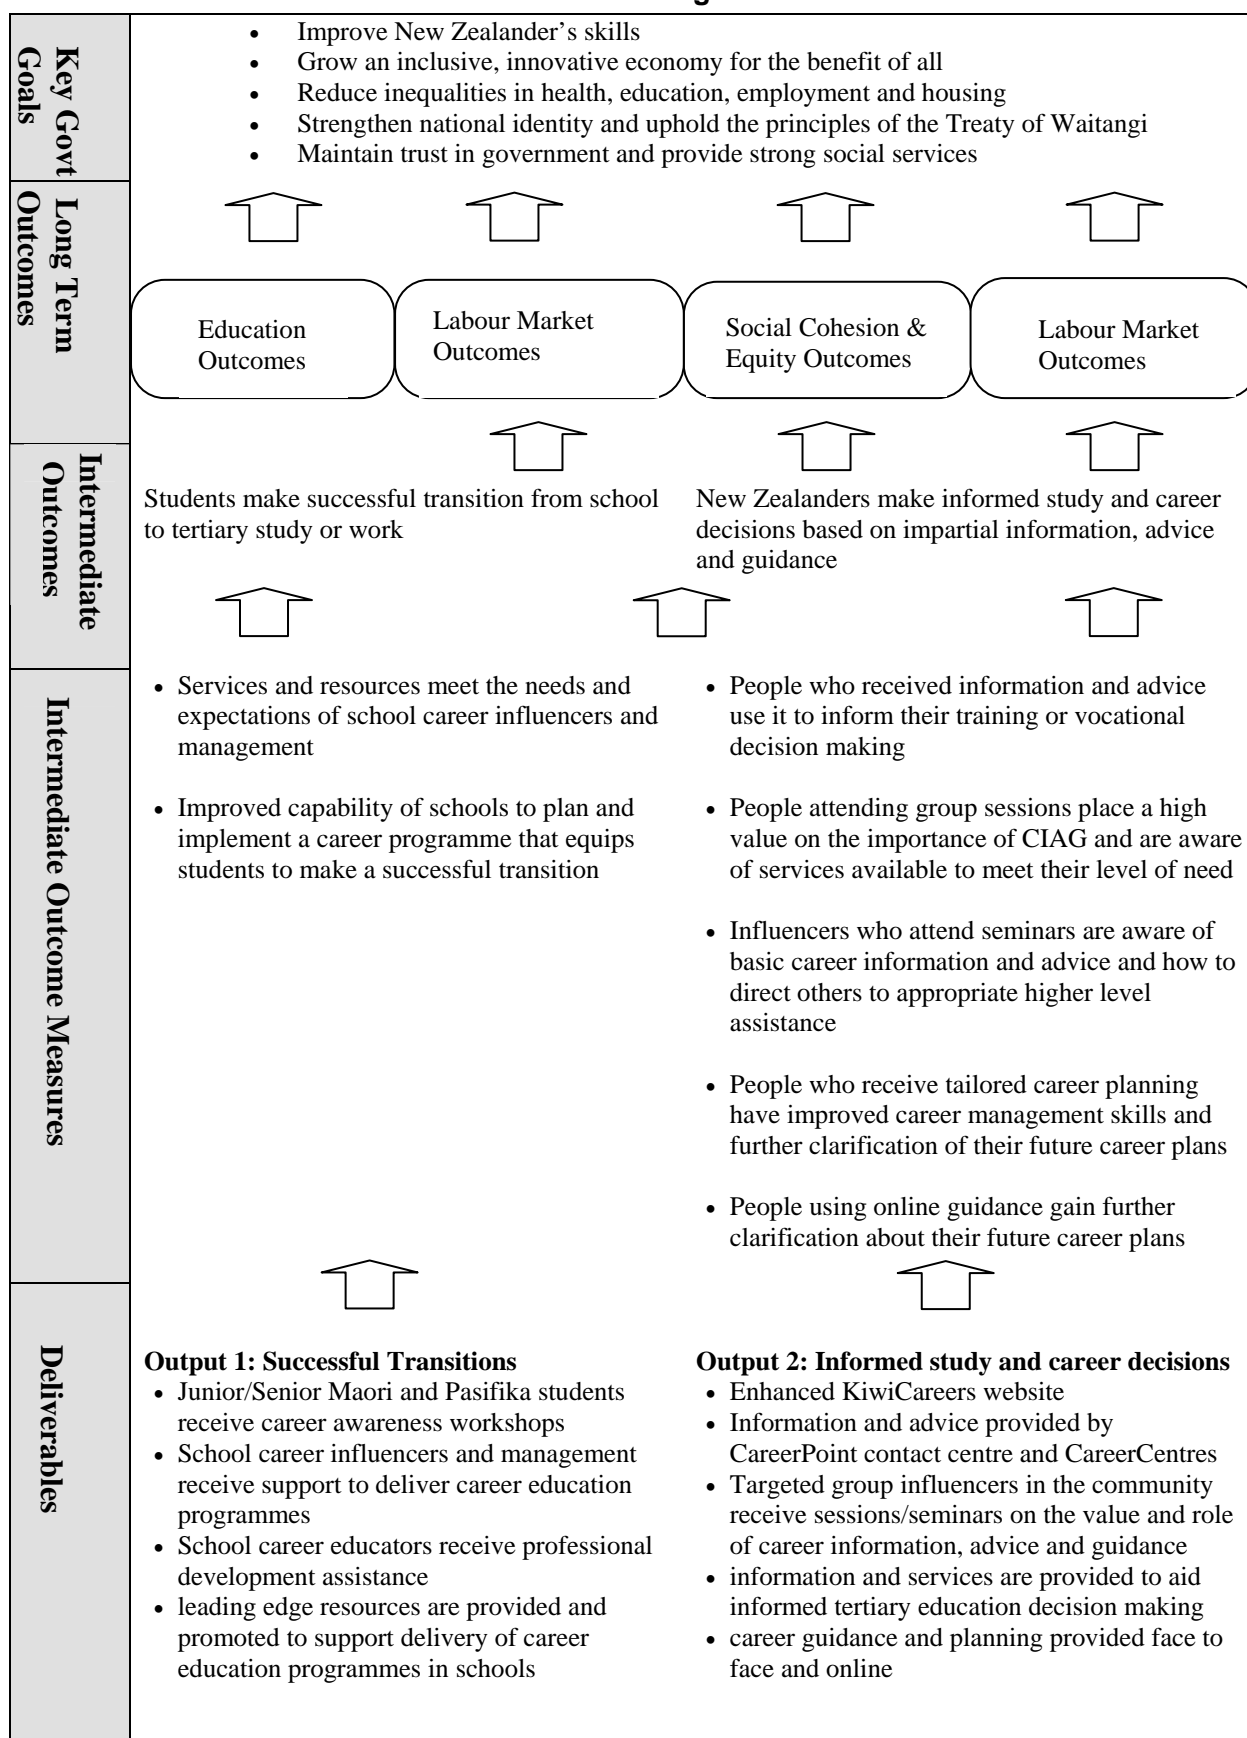 Key Govt
Goals
• Improve New Zealander’s skills
• Grow an inclusive, innovative economy for the benefit of all
• Reduce inequalities in health, education, employment and housing
• Strengthen national identity and uphold the principles of the Treaty of Waitangi
• Maintain trust in government and provide strong social services
Long Term
Outcomes
Education
Outcomes
Labour Market
Outcomes
Social Cohesion &
Equity Outcomes
Labour Market
Outcomes
Intermediate
Outcomes
Students make successful transition from school
to tertiary study or work
New Zealanders make informed study and career
decisions based on impartial information, advice
and guidance
Intermediate Outcome Measures
• Services and resources meet the needs and
expectations of school career influencers and
management
• Improved capability of schools to plan and
implement a career programme that equips
students to make a successful transition
• People who received information and advice
use it to inform their training or vocational
decision making
• People attending group sessions place a high
value on the importance of CIAG and are aware
of services available to meet their level of need
• Influencers who attend seminars are aware of
basic career information and advice and how to
direct others to appropriate higher level
assistance
• People who receive tailored career planning
have improved career management skills and
further clarification of their future career plans
• People using online guidance gain further
clarification about their future career plans
Deliverables
Output 1: Successful Transitions
• Junior/Senior Maori and Pasifika students
receive career awareness workshops
• School career influencers and management
receive support to deliver career education
programmes
• School career educators receive professional
development assistance
• leading edge resources are provided and
promoted to support delivery of career
education programmes in schools
Output 2: Informed study and career decisions
• Enhanced KiwiCareers website
• Information and advice provided by
CareerPoint contact centre and CareerCentres
• Targeted group influencers in the community
receive sessions/seminars on the value and role
of career information, advice and guidance
• information and services are provided to aid
informed tertiary education decision making
• career guidance and planning provided face to
face and online